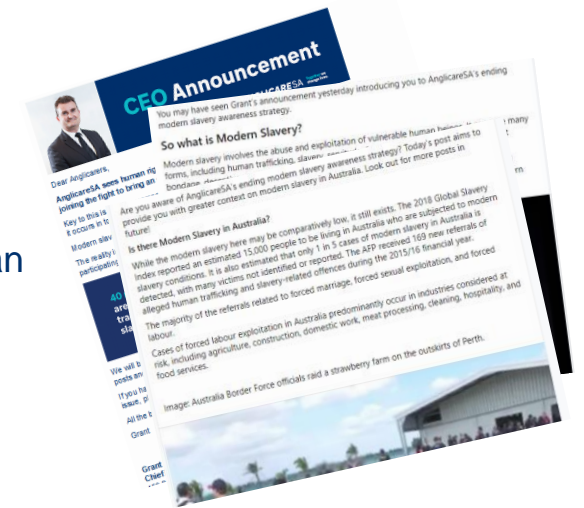 CEO Announcement
ANGLICARESA
Dear Anglicarers,
AnglicareSA sees human rig
joining the fight to bring an
Key to this is
it occurs in
Modern slav
The reality i
participating
40
are
tra
sla
We will b
posts an
If you ha
issue, p
All the b
Grant
Grant
Chief
You may have seen Grant's announcement yesterday introducing you to AnglicareSA's ending
modern slavery awareness strategy.
So what is Modern Slavery?
Modern slavery involves the abuse and exploitation of vulnerable human
many
forms, including human trafficking, slavery
bondage
Are you aware of AnglicareSA's ending modern slavery awareness strategy? Today's post aims to
provide you with greater context on modern slavery in Australia. Look out for more posts in
future!
Is there Modern Slavery in Australia?
While the modern slavery here may be comparatively low, it still exists. The 2018 Global Slavery
Index reported an estimated 15,000 people to be living in Australia who are subjected to modern
slavery conditions. It is also estimated that only 1 in 5 cases of modern slavery in Australia is
detected, with many victims not identified or reported. The AFP received 169 new referrals of
alleged human trafficking and slavery-related offences during the 2015/16 financial year.
The majority of the referrals related to forced marriage, forced sexual exploitation, and forced
labour.
Cases of forced labour exploitation in Australia predominantly occur in industries considered at
risk, including agriculture, construction, domestic work, meat processing, cleaning, hospitality, and
food services.
Image: Australia Border Force officials raid a strawberry farm on the outskirts of Perth.
an